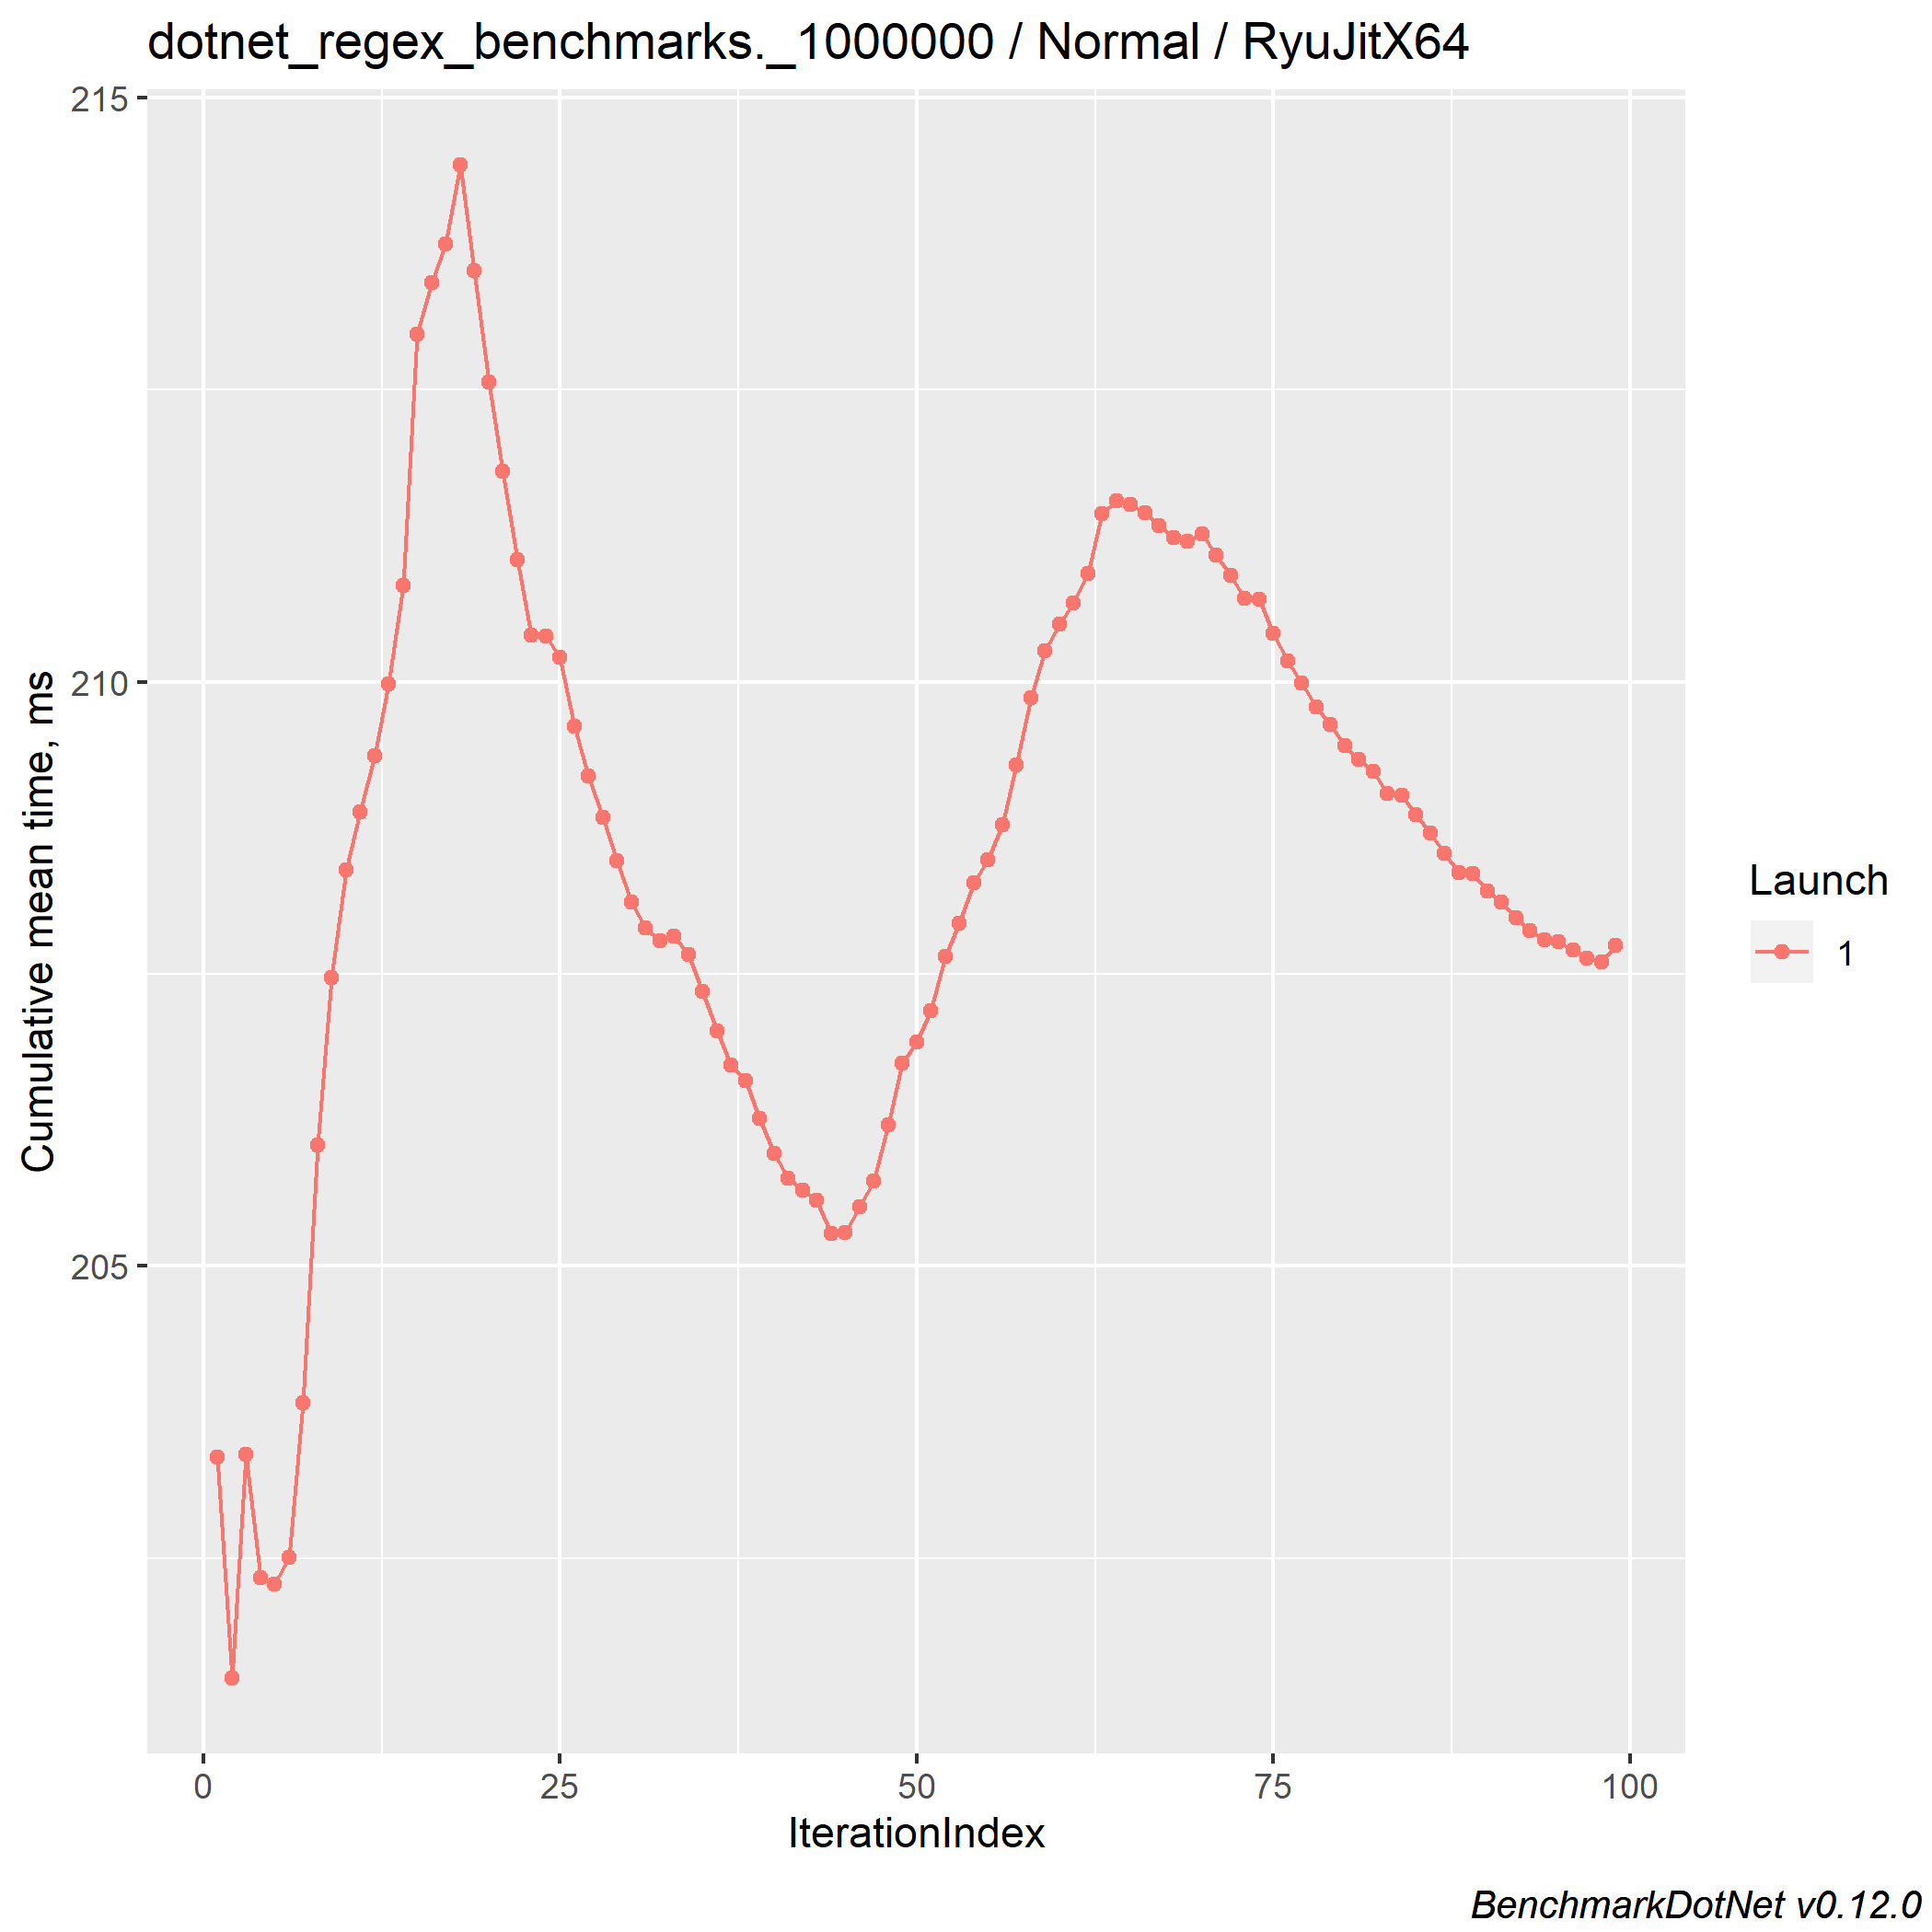 dotnet_regex_benchmarks._1000000 / Normal / RyuJitX64
215
210
205
Cumulative mean time, ms
0 25 50 75 100
IterationIndex
Launch
1
BenchmarkDotNet v0.12.0